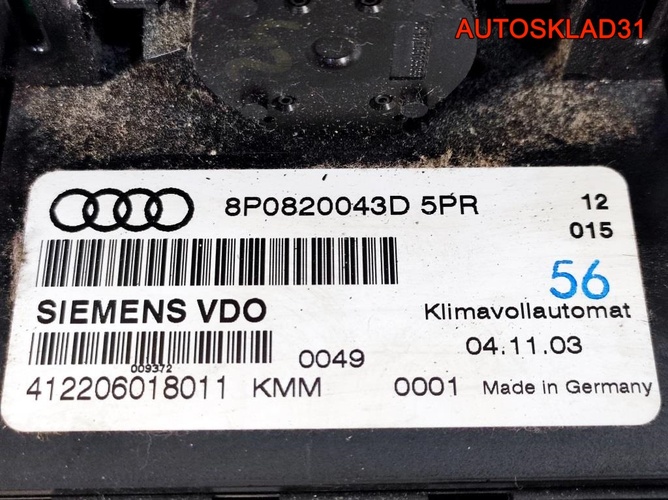 AUTOSKLAD31
8P0820043D 5PR
12
015
56
SIEMENS VDO
Klimavollautomat
009372
0049
04.11.03
412206018011 KMM 0001 Made in Germany